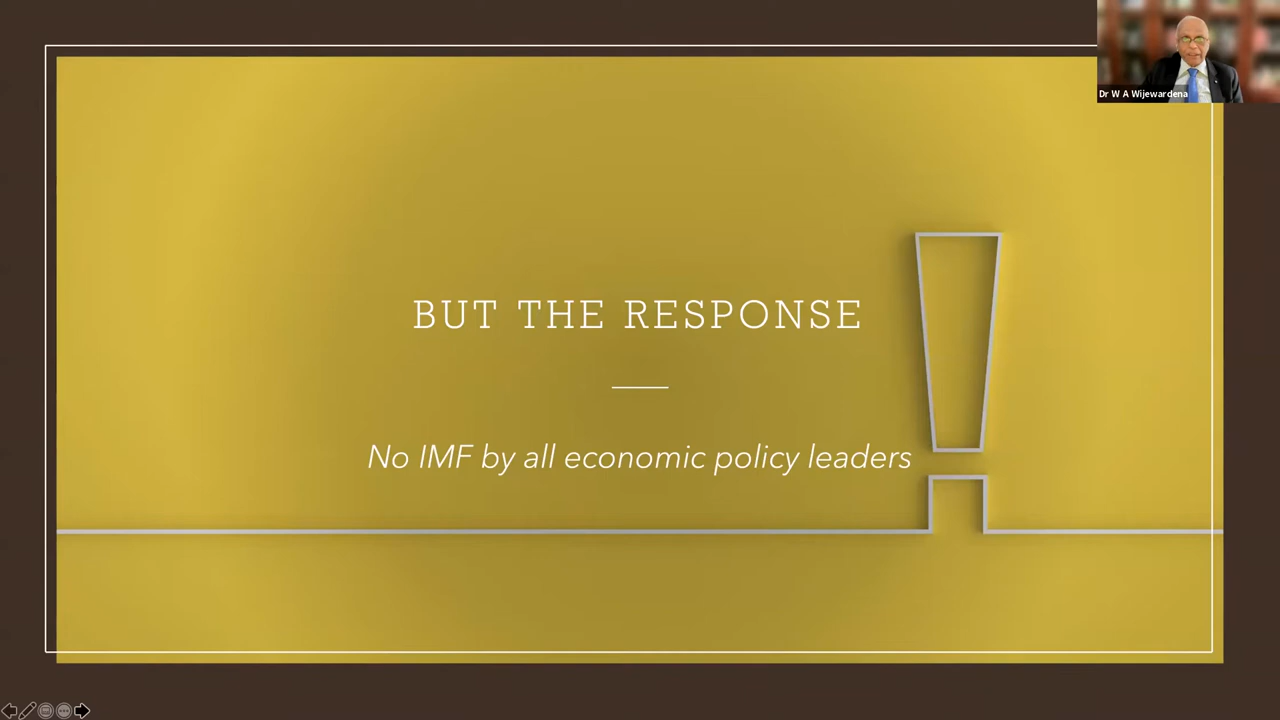 Dr W A Wijewardena
BUT THE RESPONSE
No IMF by all economic policy leaders